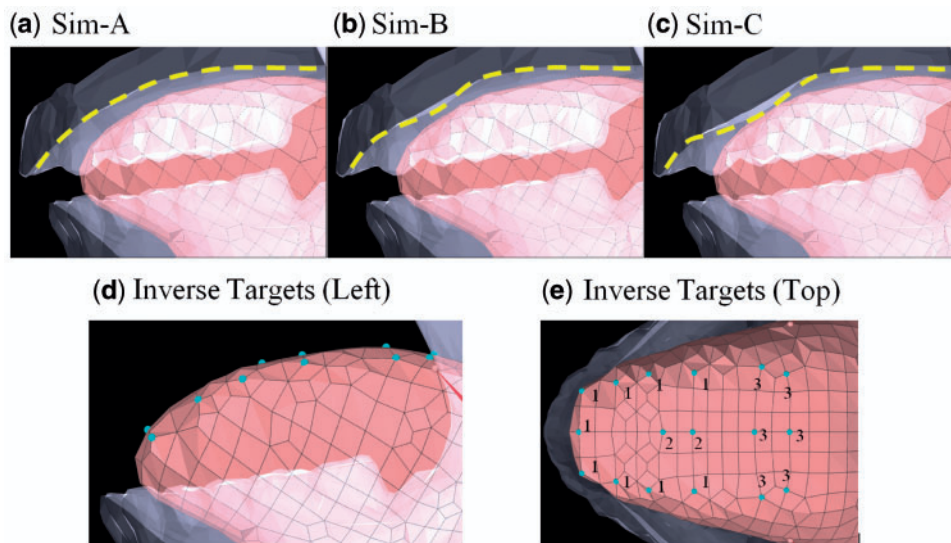 (a) Sim-A
(b) Sim-B
(c) Sim-C
(d) Inverse Targets (Left)
(e) Inverse Targets (Top)
1 1 1 1 3 3
1 2 2 3 3
1 1 1 1 3 3